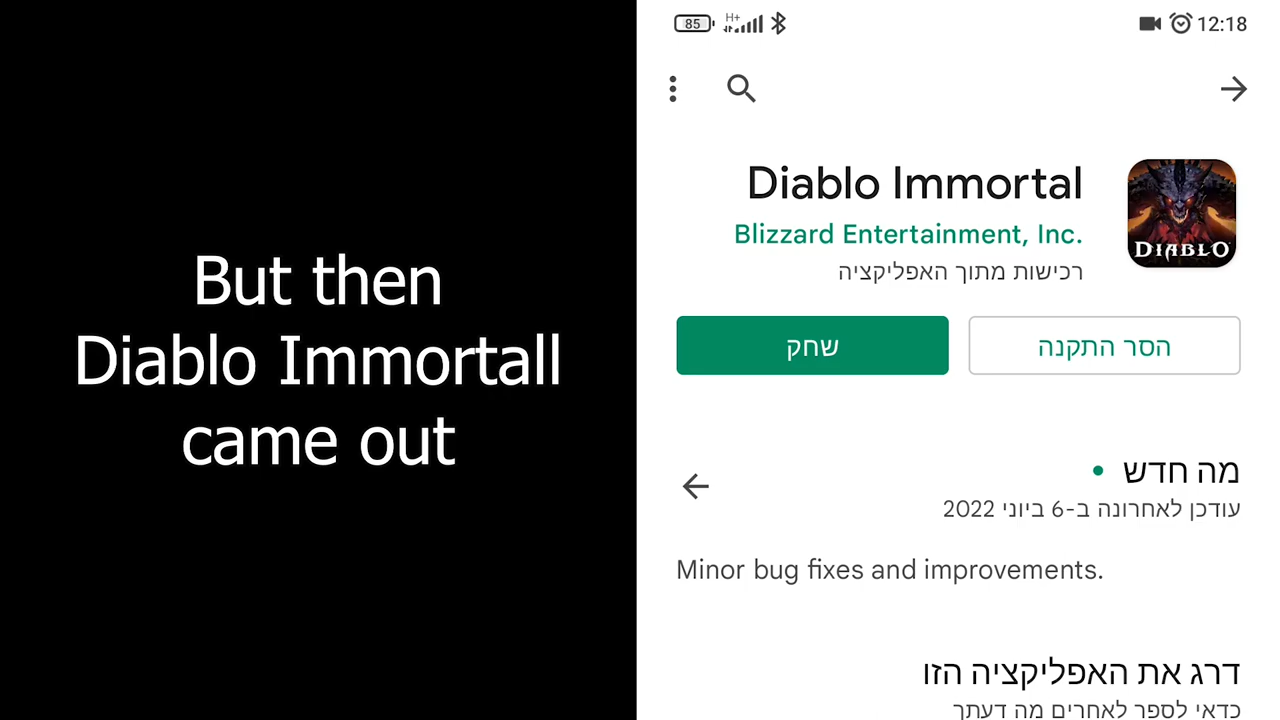 But then
Diablo Immortall
came out
85
H+
12:18
Diablo Immortal
Blizzard Entertainment, Inc.
רכישות מתוך האפליקציה
DIABLO
שחק
הסר התקנה
מה חדש •
עודכן לאחרונה ב-6 ביוני 2022
Minor bug fixes and improvements.
דרג את האפליקציה הזו
כדאי לספר לאחרים מה דעתך